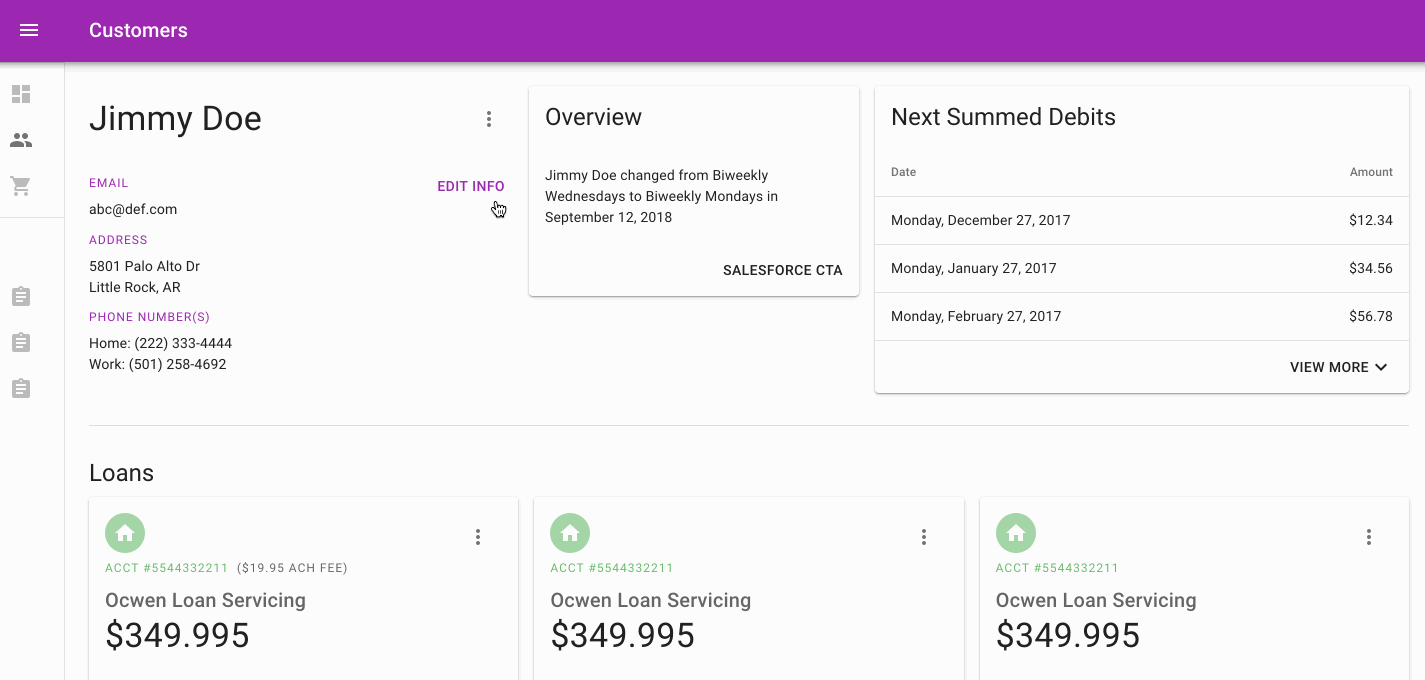 Customers
Jimmy Doe
EMAIL
EDIT INFO
abc@def.com
ADDRESS
5801 Palo Alto Dr
Little Rock, AR
PHONE NUMBER(S)
Home: (222) 333-4444
Work: (501) 258-4692
Overview
Jimmy Doe changed from Biweekly
Wednesdays to Biweekly Mondays in
September 12, 2018
SALESFORCE CTA
Next Summed Debits
Date Amount
Monday, December 27, 2017 $12.34
Monday, January 27, 2017 $34.56
Monday, February 27, 2017 $56.78
VIEW MORE
Loans
ACCT #5544332211 ($19.95 ACH FEE)
Ocwen Loan Servicing
$349.995
ACCT #5544332211
Ocwen Loan Servicing
$349.995
ACCT #5544332211
Ocwen Loan Servicing
$349.995